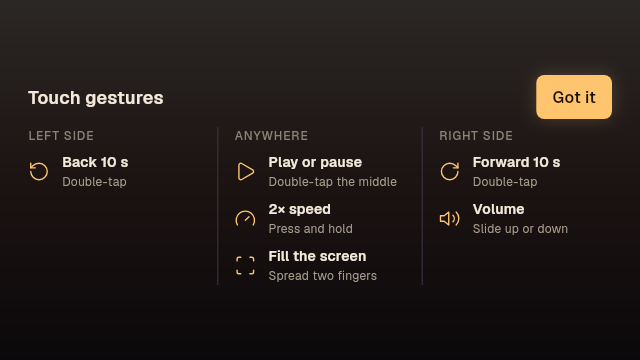 Touch gestures
Got it
LEFT SIDE
Back 10 s
Double-tap
ANYWHERE
Play or pause
Double-tap the middle
2× speed
Press and hold
Fill the screen
Spread two fingers
RIGHT SIDE
Forward 10 s
Double-tap
Volume
Slide up or down